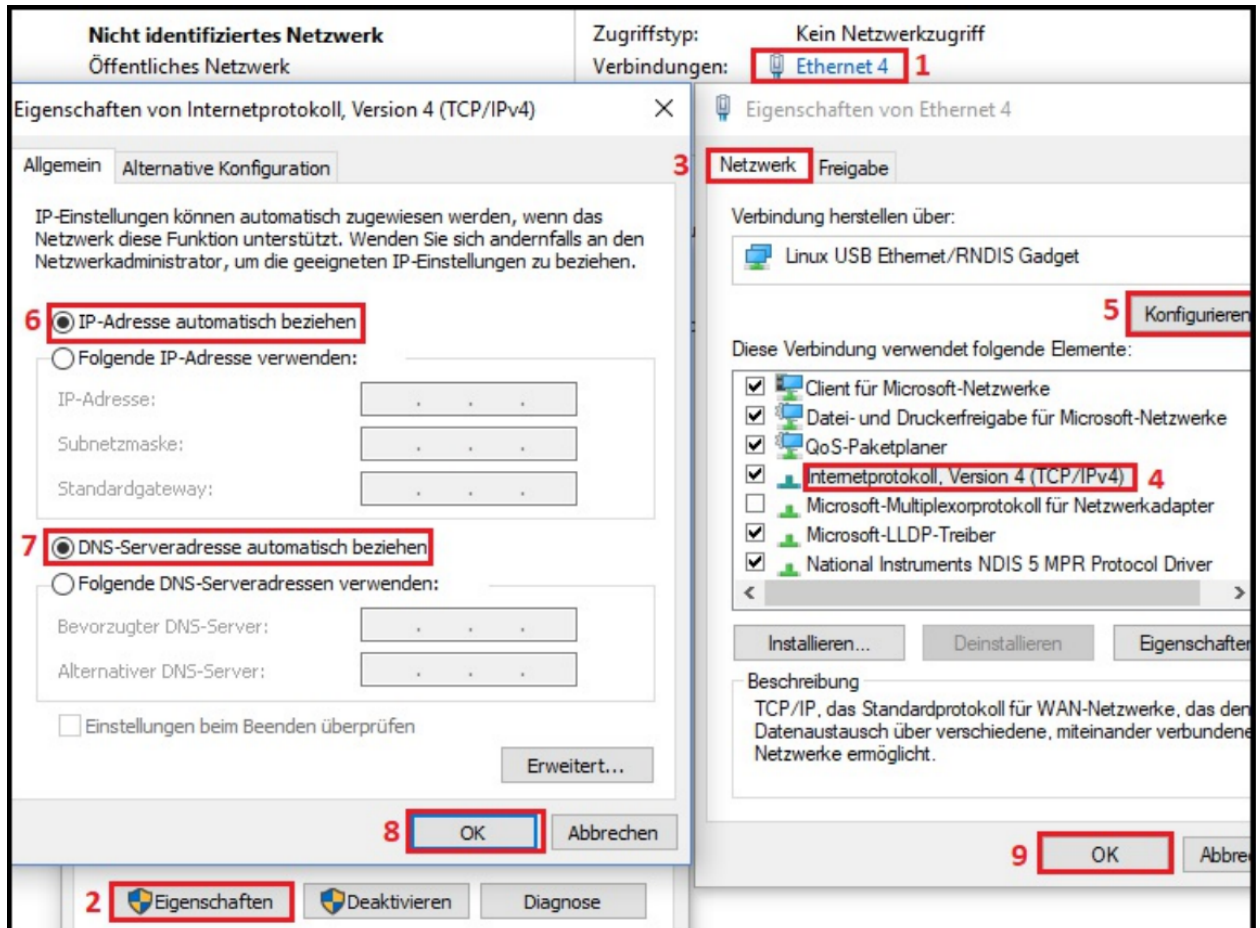 Nicht identifiziertes Netzwerk
Öffentliches Netzwerk
Zugriffstyp: Kein Netzwerkzugriff
Verbindungen: Ethernet 4 1
Eigenschaften von Internetprotokoll, Version 4 (TCP/IPv4)
Allgemein Alternative Konfiguration
IP-Einstellungen können automatisch zugewiesen werden, wenn das
Netzwerk diese Funktion unterstützt. Wenden Sie sich andernfalls an den
Netzwerkadministrator, um die geeigneten IP-Einstellungen zu beziehen.
6 IP-Adresse automatisch beziehen
Folgende IP-Adresse verwenden:
IP-Adresse: . . .
Subnetzmaske: . . .
Standardgateway: . . .
7 DNS-Serveradresse automatisch beziehen
Folgende DNS-Serveradressen verwenden:
Bevorzugter DNS-Server: . . .
Alternativer DNS-Server: . . .
Einstellungen beim Beenden überprüfen
Erweitert...
8 OK Abbrechen
2 Eigenschaften Deaktivieren Diagnose
Eigenschaften von Ethernet 4
3 Netzwerk Freigabe
Verbindung herstellen über:
Linux USB Ethernet/RNDIS Gadget
5 Konfigurieren
Diese Verbindung verwendet folgende Elemente:
Client für Microsoft-Netzwerke
Datei- und Druckerfreigabe für Microsoft-Netzwerke
QoS-Paketplaner
Internetprotokoll, Version 4 (TCP/IPv4) 4
Microsoft-Multiplexorprotokoll für Netzwerkadapter
Microsoft-LLDP-Treiber
National Instruments NDIS 5 MPR Protocol Driver
Installieren... Deinstallieren Eigenschafte
Beschreibung
TCP/IP, das Standardprotokoll für WAN-Netzwerke, das den
Datenaustausch über verschiedene, miteinander verbundene
Netzwerke ermöglicht.
9 OK Abbre